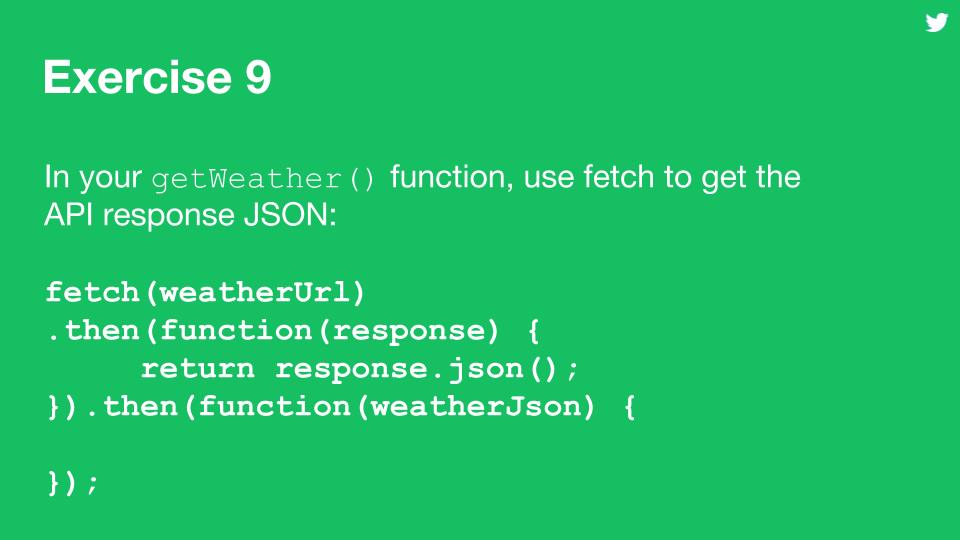 Exercise 9
In your getWeather() function, use fetch to get the
API response JSON:
fetch(weatherUrl)
.then(function(response) {
     return response.json();
}).then(function(weatherJson) {
});